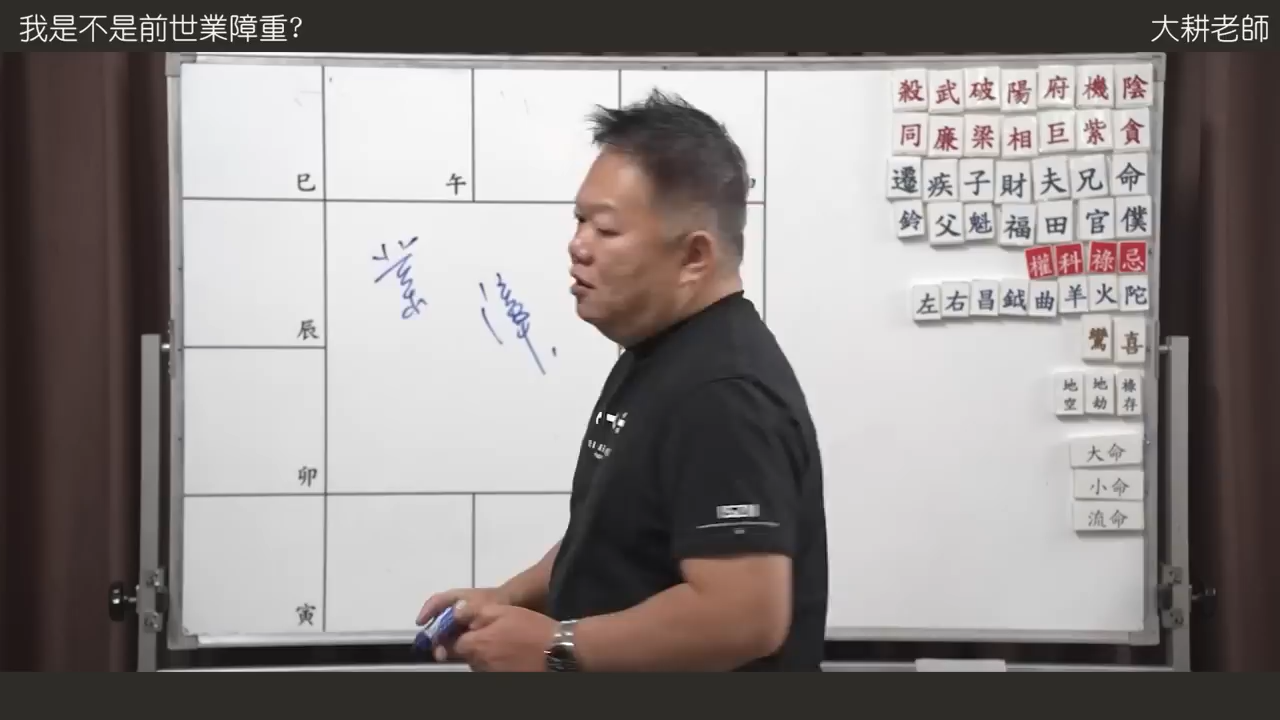 我是不是前世業障重?
大耕老師
殺武破陽府機陰
同廉梁相巨紫貪
遷疾子財夫兄命
鈴父魁福田官僕
權科祿忌
左右昌鉞曲羊火陀
鸞喜
地空 地劫 祿存
大命
小命
流命
巳
午
辰
卯
寅
業障